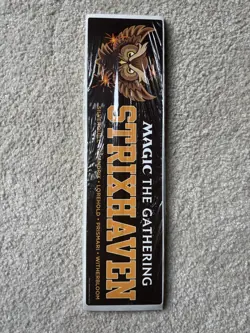 MAGIC THE GATHERING
STRIXHAVEN
LOREHOLD • PRISMARI • WITHERBLOOM